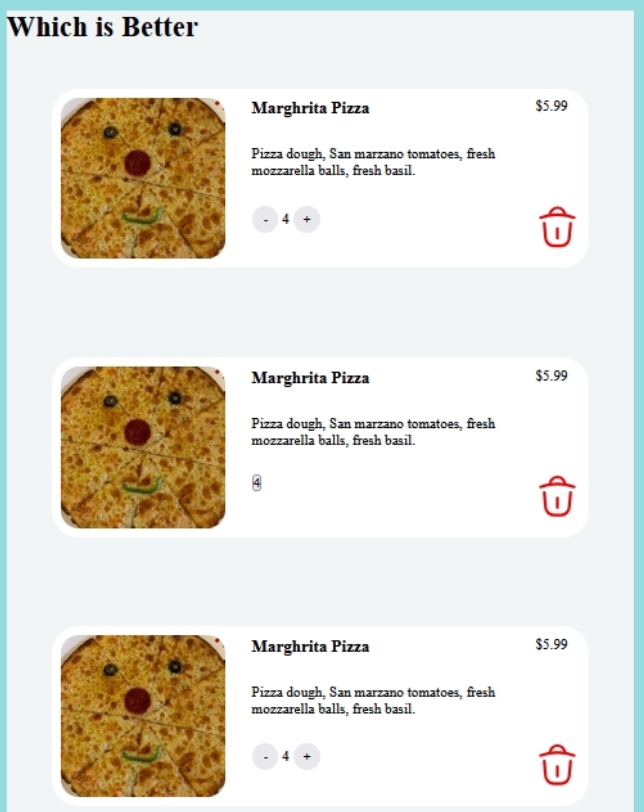 Which is Better
Marghrita Pizza
$5.99
Pizza dough, San marzano tomatoes, fresh
mozzarella balls, fresh basil.
- 4 +
Marghrita Pizza
$5.99
Pizza dough, San marzano tomatoes, fresh
mozzarella balls, fresh basil.
4
Marghrita Pizza
$5.99
Pizza dough, San marzano tomatoes, fresh
mozzarella balls, fresh basil.
- 4 +